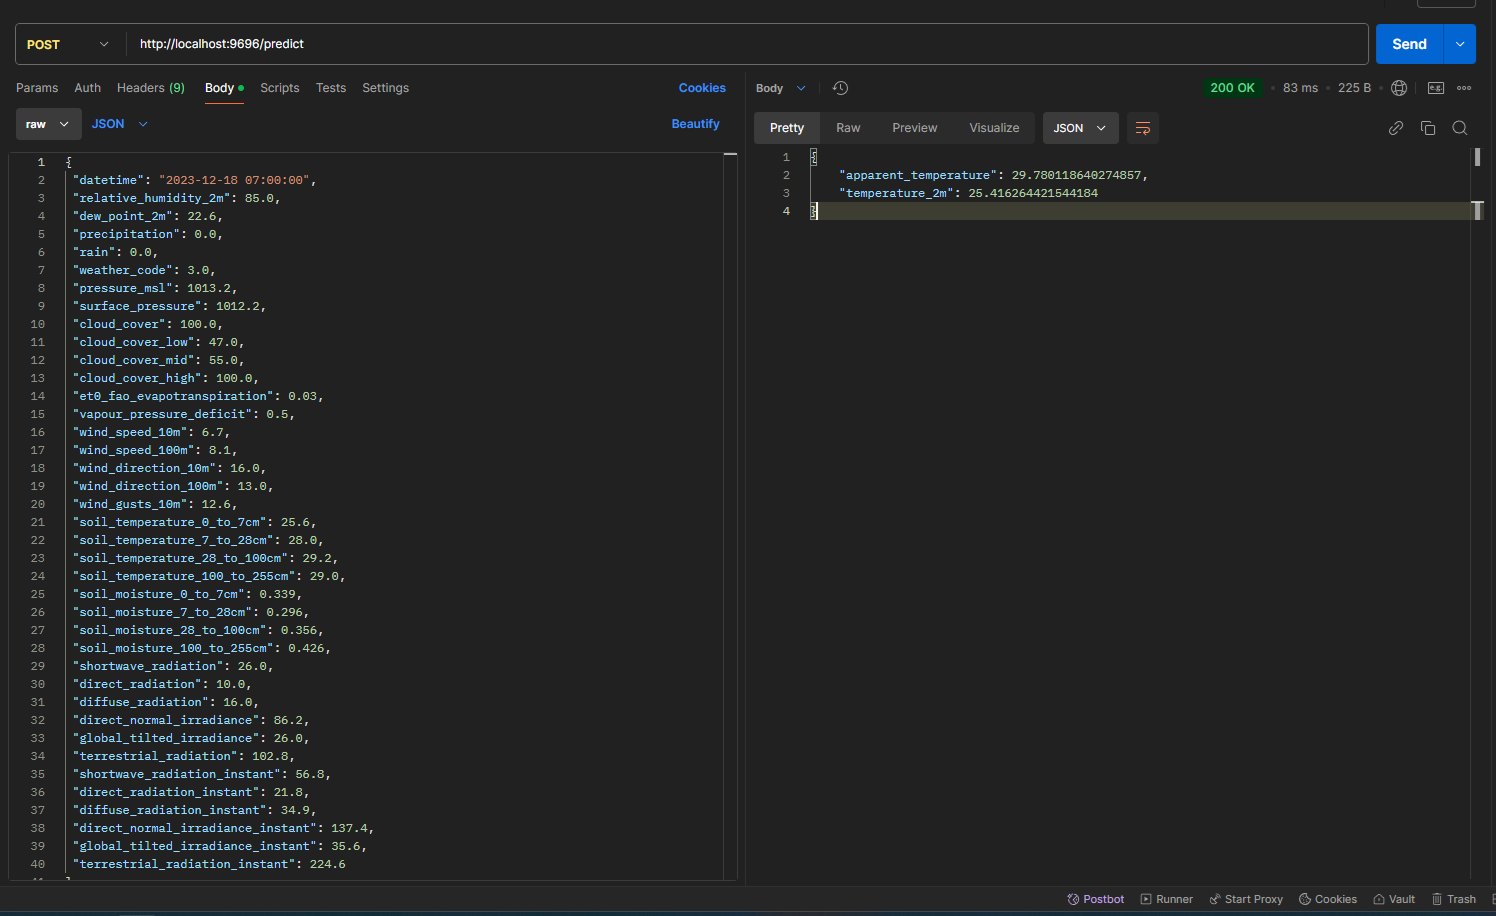 POST http://localhost:9696/predict Send
Params Auth Headers (9) Body Scripts Tests Settings Cookies
raw JSON Beautify
1 {
2 "datetime": "2023-12-18 07:00:00",
3 "relative_humidity_2m": 85.0,
4 "dew_point_2m": 22.6,
5 "precipitation": 0.0,
6 "rain": 0.0,
7 "weather_code": 3.0,
8 "pressure_msl": 1013.2,
9 "surface_pressure": 1012.2,
10 "cloud_cover": 100.0,
11 "cloud_cover_low": 47.0,
12 "cloud_cover_mid": 55.0,
13 "cloud_cover_high": 100.0,
14 "et0_fao_evapotranspiration": 0.03,
15 "vapour_pressure_deficit": 0.5,
16 "wind_speed_10m": 6.7,
17 "wind_speed_100m": 8.1,
18 "wind_direction_10m": 16.0,
19 "wind_direction_100m": 13.0,
20 "wind_gusts_10m": 12.6,
21 "soil_temperature_0_to_7cm": 25.6,
22 "soil_temperature_7_to_28cm": 28.0,
23 "soil_temperature_28_to_100cm": 29.2,
24 "soil_temperature_100_to_255cm": 29.0,
25 "soil_moisture_0_to_7cm": 0.339,
26 "soil_moisture_7_to_28cm": 0.296,
27 "soil_moisture_28_to_100cm": 0.356,
28 "soil_moisture_100_to_255cm": 0.426,
29 "shortwave_radiation": 26.0,
30 "direct_radiation": 10.0,
31 "diffuse_radiation": 16.0,
32 "direct_normal_irradiance": 86.2,
33 "global_tilted_irradiance": 26.0,
34 "terrestrial_radiation": 102.8,
35 "shortwave_radiation_instant": 56.8,
36 "direct_radiation_instant": 21.8,
37 "diffuse_radiation_instant": 34.9,
38 "direct_normal_irradiance_instant": 137.4,
39 "global_tilted_irradiance_instant": 35.6,
40 "terrestrial_radiation_instant": 224.6
Body 200 OK 83 ms 225 B e.g.
Pretty Raw Preview Visualize JSON
1 {
2 "apparent_temperature": 29.780118640274857,
3 "temperature_2m": 25.416264421544184
4 }
Postbot Runner Start Proxy Cookies Vault Trash